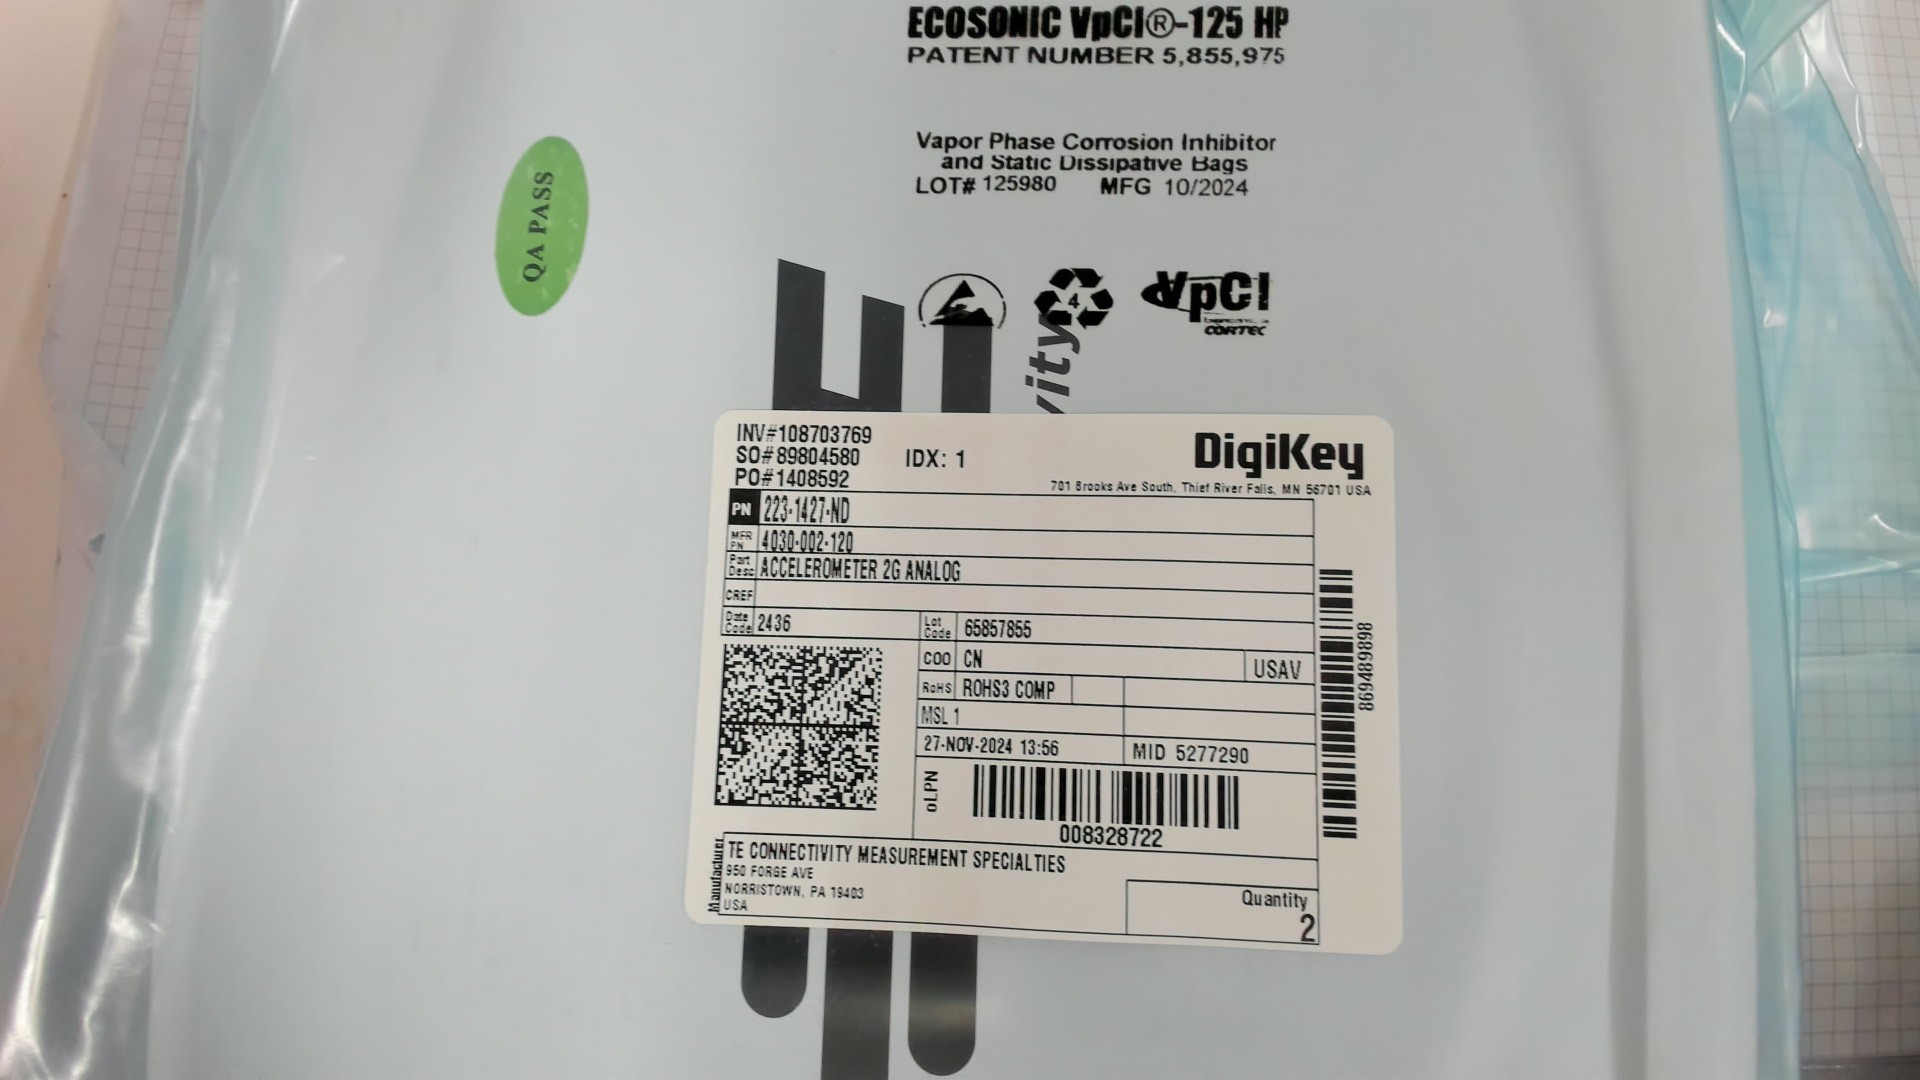 ECOSONIC VpCI®-125 HP
PATENT NUMBER 5,855,975
Vapor Phase Corrosion Inhibitor
and Static Dissipative Bags
LOT# 125980 MFG 10/2024
QA PASS
4
VpCI
CORTEC
vity
INV#108703769
SO#89804580
PO#1408592
IDX: 1
DigiKey
701 Brooks Ave South, Thief River Falls, MN 56701 USA
PN 223-1427-ND
MFR PN 4030-002-120
Part Desc ACCELEROMETER 2G ANALOG
CREF
Date Code 2436
Lot Code 65857855
COO CN USAV
RoHS ROHS3 COMP
MSL 1
27-NOV-2024 13:56 MID 5277290
oLPN
008328722
869489898
Manufacturer
TE CONNECTIVITY MEASUREMENT SPECIALTIES
950 FORGE AVE
NORRISTOWN, PA 19403
USA
Quantity
2